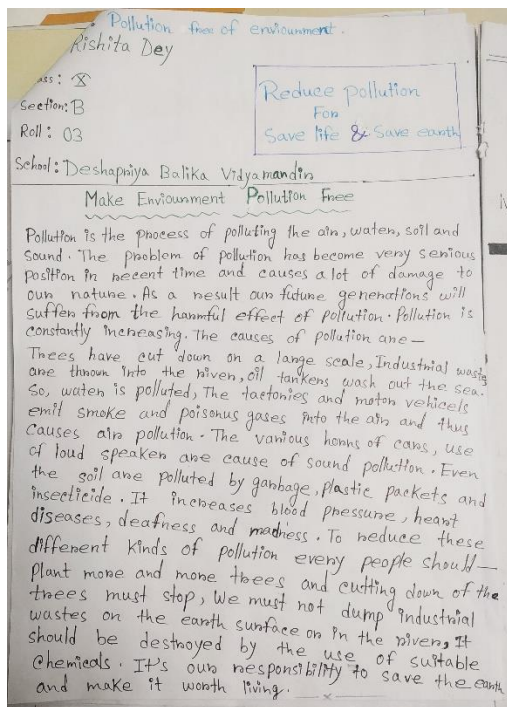 Pollution free of enviounment.
Rishita Dey
ass: X
Section: B
Roll: 03
School: Deshapriya Balika Vidyamandir
Reduce pollution
For
Save life & Save earth
Make Enviounment Pollution Free
Pollution is the process of polluting the air, water, soil and
sound. The problem of pollution has become very serious
position in recent time and causes a lot of damage to
our nature. As a result our future generations will
suffer from the harmful effect of pollution. Pollution is
constantly increasing. The causes of pollution are—
Trees have cut down on a large scale, Industrial wastes
are thrown into the river, oil tankers wash out the sea.
So, water is polluted, The factories and motor vehicels
emit smoke and poisonus gases into the air and thus
causes air pollution. The various horns of cars, use
of loud speaker are cause of sound pollution. Even
the soil are polluted by garbage, plastic packets and
insecticide. It increases blood pressure, heart
diseases, deafness and madness. To reduce these
different kinds of pollution every people should—
plant more and more trees and cutting down of the
trees must stop, We must not dump industrial
wastes on the earth surface or in the river, It
should be destroyed by the use of suitable
Chemicals. It's our responsibility to save the earth
and make it worth living.